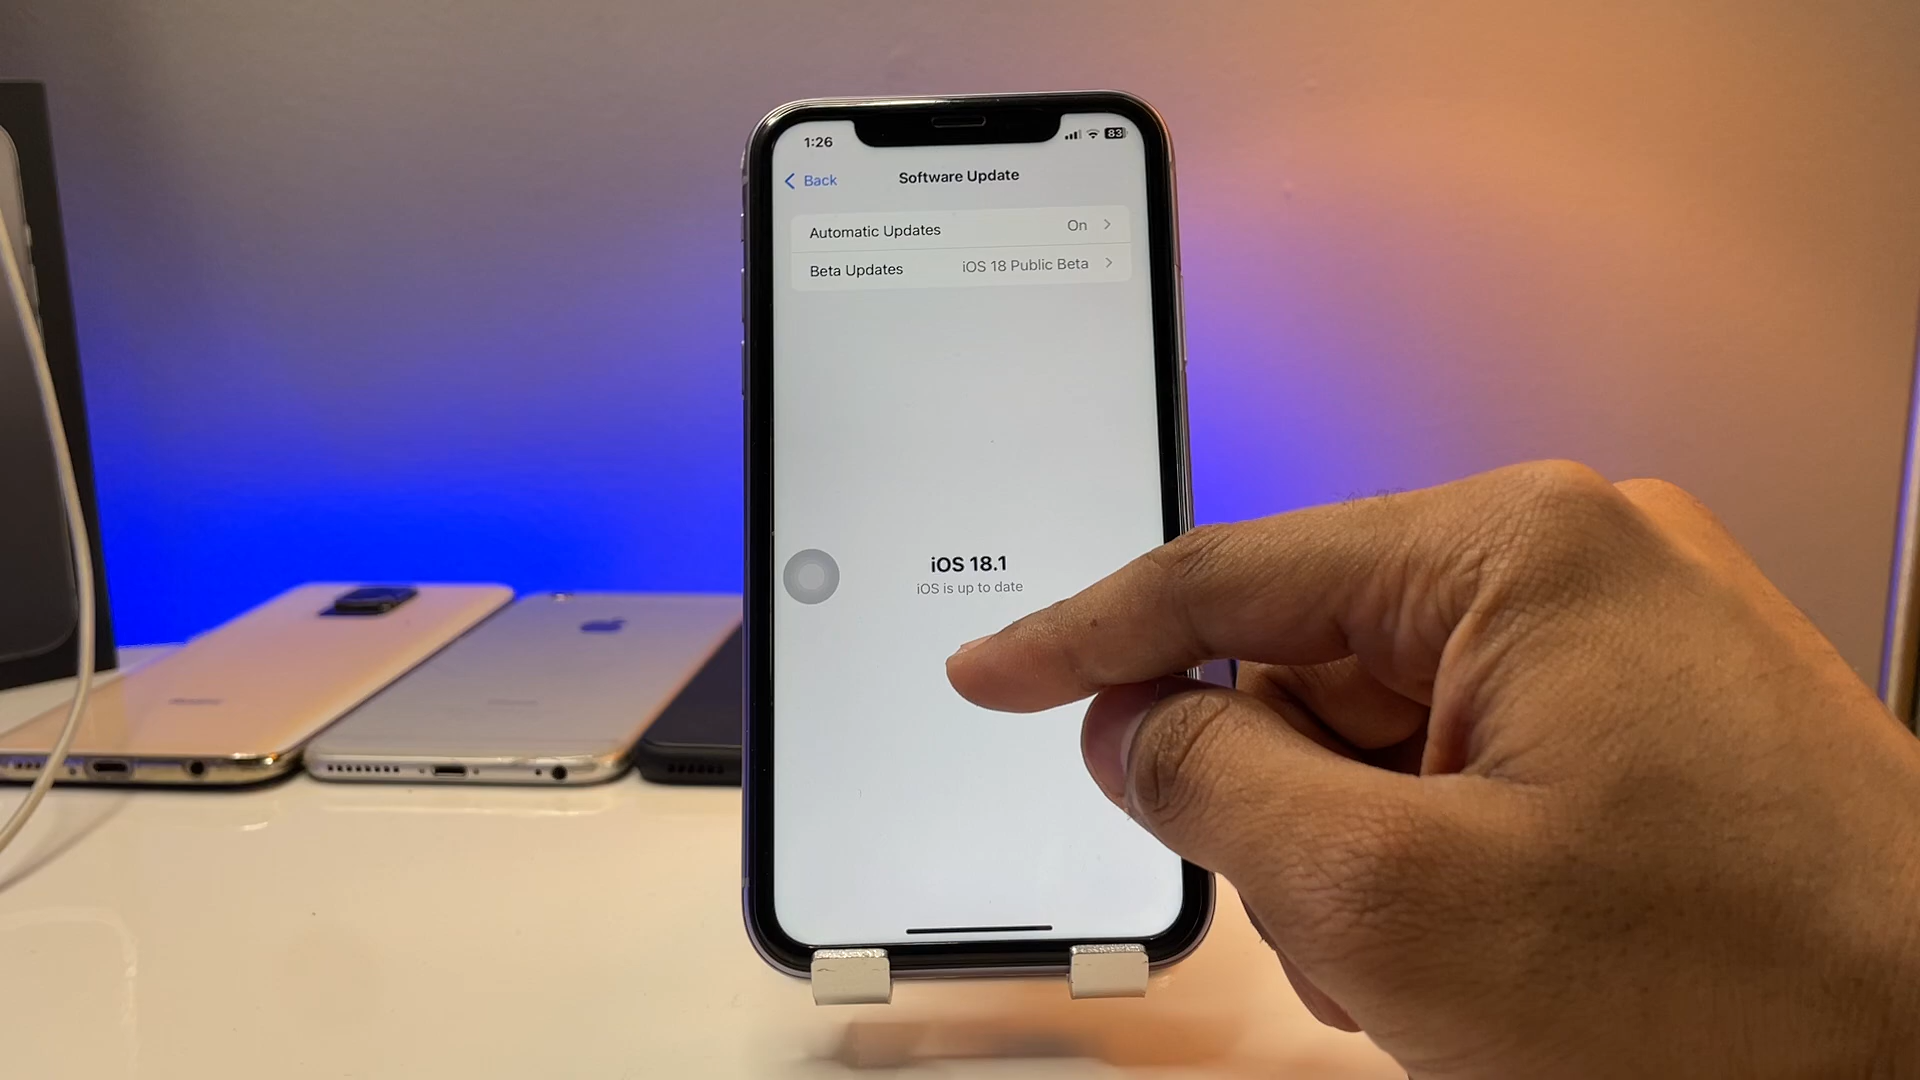 1:26
83
Back
Software Update
Automatic Updates On
Beta Updates iOS 18 Public Beta
iOS 18.1
iOS is up to date